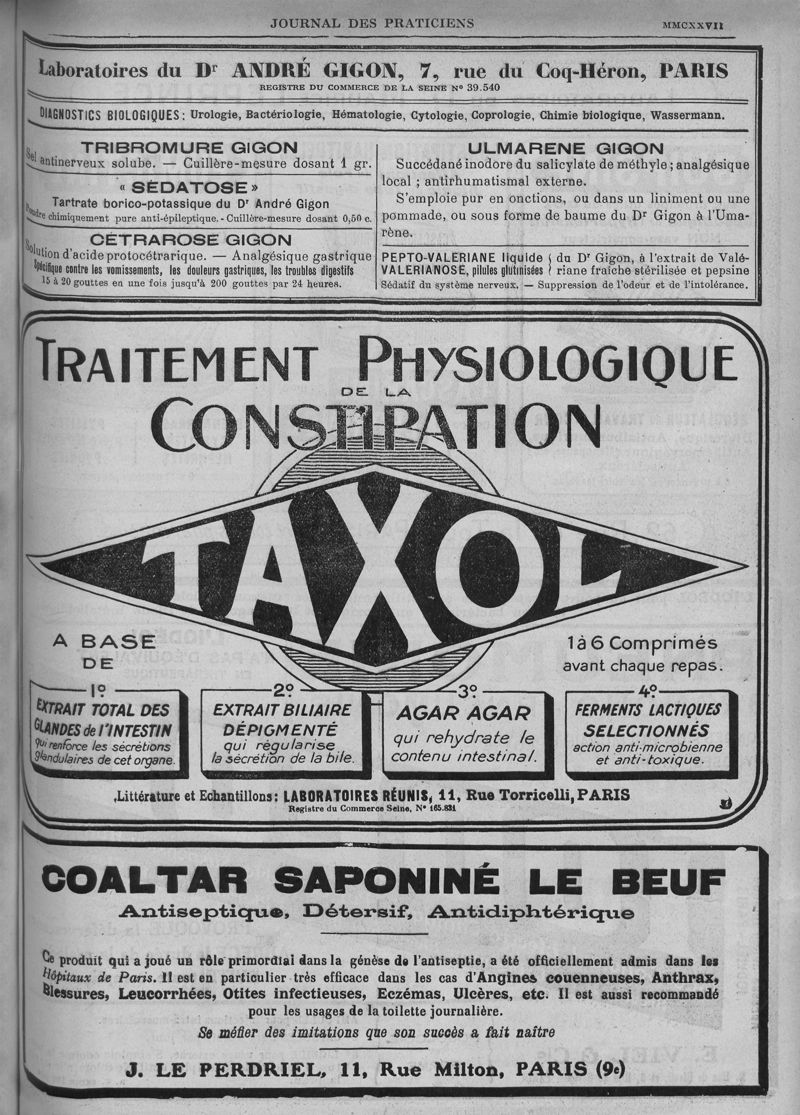 JOURNAL DES PRATICIENS
MMCXXVII
Laboratoires du Dr ANDRÉ GIGON, 7, rue du Coq-Héron, PARIS
REGISTRE DU COMMERCE DE LA SEINE No 39.540
DIAGNOSTICS BIOLOGIQUES: Urologie, Bactériologie, Hématologie, Cytologie, Coprologie, Chimie biologique, Wassermann.
TRIBROMURE GIGON
Sel antinerveux soluble. — Cuillère-mesure dosant 1 gr.
« SÉDATOSE »
Tartrate borico-potassique du Dr André Gigon
Poudre chimiquement pure anti-épileptique. - Cuillère-mesure dosant 0,50 c.
CÉTRAROSE GIGON
Solution d'acide protocétrarique. — Analgésique gastrique
Spécifique contre les vomissements, les douleurs gastriques, les troubles digestifs
15 à 20 gouttes en une fois jusqu'à 200 gouttes par 24 heures.
ULMARENE GIGON
Succédané inodore du salicylate de méthyle; analgésique
local; antirhumatismal externe.
S'emploie pur en onctions, ou dans un liniment ou une
pommade, ou sous forme de baume du Dr Gigon à l'Uma-
rène.
PEPTO-VALERIANE liquide { du Dr Gigon, à l'extrait de Valé-
VALERIANOSE, pilules glutinisées { riane fraîche stérilisée et pepsine
Sédatif du système nerveux. — Suppression de l'odeur et de l'intolérance.
TRAITEMENT PHYSIOLOGIQUE
DE LA
CONSTIPATION
TAXOL
A BASE
DE
1 à 6 Comprimés
avant chaque repas.
1º
EXTRAIT TOTAL DES
GLANDES de l'INTESTIN
qui renforce les sécrétions
glandulaires de cet organe.
2º
EXTRAIT BILIAIRE
DÉPIGMENTÉ
qui régularise
la sécrétion de la bile.
3º
AGAR AGAR
qui rehydrate le
contenu intestinal.
4º
FERMENTS LACTIQUES
SELECTIONNÉS
action anti-microbienne
et anti-toxique.
Littérature et Echantillons: LABORATOIRES RÉUNIS, 11, Rue Torricelli, PARIS
Registre du Commerce Seine, No 165.831
COALTAR SAPONINÉ LE BEUF
Antiseptique, Détersif, Antidiphtérique
Ce produit qui a joué un rôle primordial dans la génèse de l'antiseptie, a été officiellement admis dans les
Hôpitaux de Paris. Il est en particulier très efficace dans les cas d'Angines couenneuses, Anthrax,
Blessures, Leucorrhées, Otites infectieuses, Eczémas, Ulcères, etc. Il est aussi recommandé
pour les usages de la toilette journalière.
Se méfier des imitations que son succès a fait naître
J. LE PERDRIEL, 11, Rue Milton, PARIS (9e)